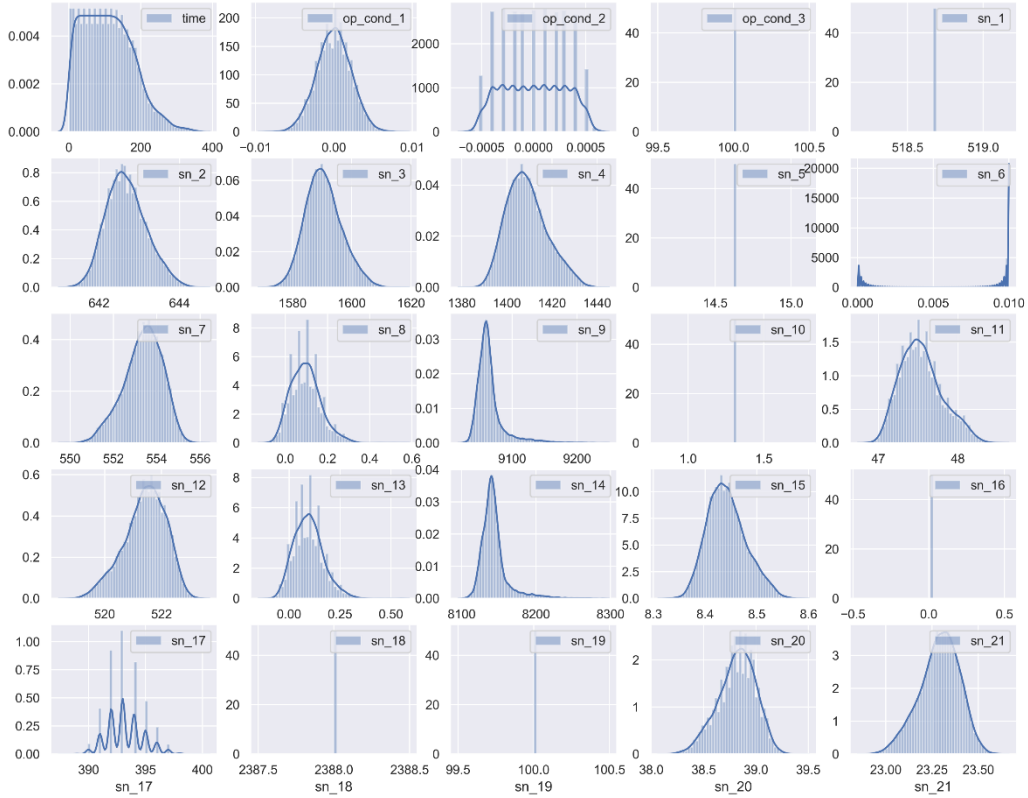 time
0.004
0.002
0.000
0 200 400
op_cond_1
200
150
100
50
0
−0.01 0.00 0.01
op_cond_2
2000
1000
0
−0.0005 0.0000 0.0005
op_cond_3
40
20
0
99.5 100.0 100.5
sn_1
40
20
0
518.5 519.0
sn_2
0.8
0.6
0.4
0.2
0.0
642 644
sn_3
0.06
0.04
0.02
0.00
1580 1600 1620
sn_4
0.04
0.02
0.00
1380 1400 1420 1440
sn_5
40
20
0
14.5 15.0
sn_6
20000
15000
10000
5000
0
0.000 0.005 0.010
sn_7
0.4
0.2
0.0
550 552 554 556
sn_8
8
6
4
2
0
0.0 0.2 0.4 0.6
sn_9
0.03
0.02
0.01
0.00
9100 9200
sn_10
40
20
0
1.0 1.5
sn_11
1.5
1.0
0.5
0.0
47 48
sn_12
0.6
0.4
0.2
0.0
520 522
sn_13
8
6
4
2
0
0.00 0.25 0.50
sn_14
0.04
0.03
0.02
0.01
0.00
8100 8200 8300
sn_15
10.0
7.5
5.0
2.5
0.0
8.3 8.4 8.5 8.6
sn_16
40
20
0
−0.5 0.0 0.5
sn_17
1.00
0.75
0.50
0.25
0.00
390 395 400
sn_17
sn_18
40
20
0
2387.5 2388.0 2388.5
sn_18
sn_19
40
20
0
99.5 100.0 100.5
sn_19
sn_20
2
1
0
38.0 38.5 39.0 39.5
sn_20
sn_21
3
2
1
0
23.00 23.25 23.50
sn_21